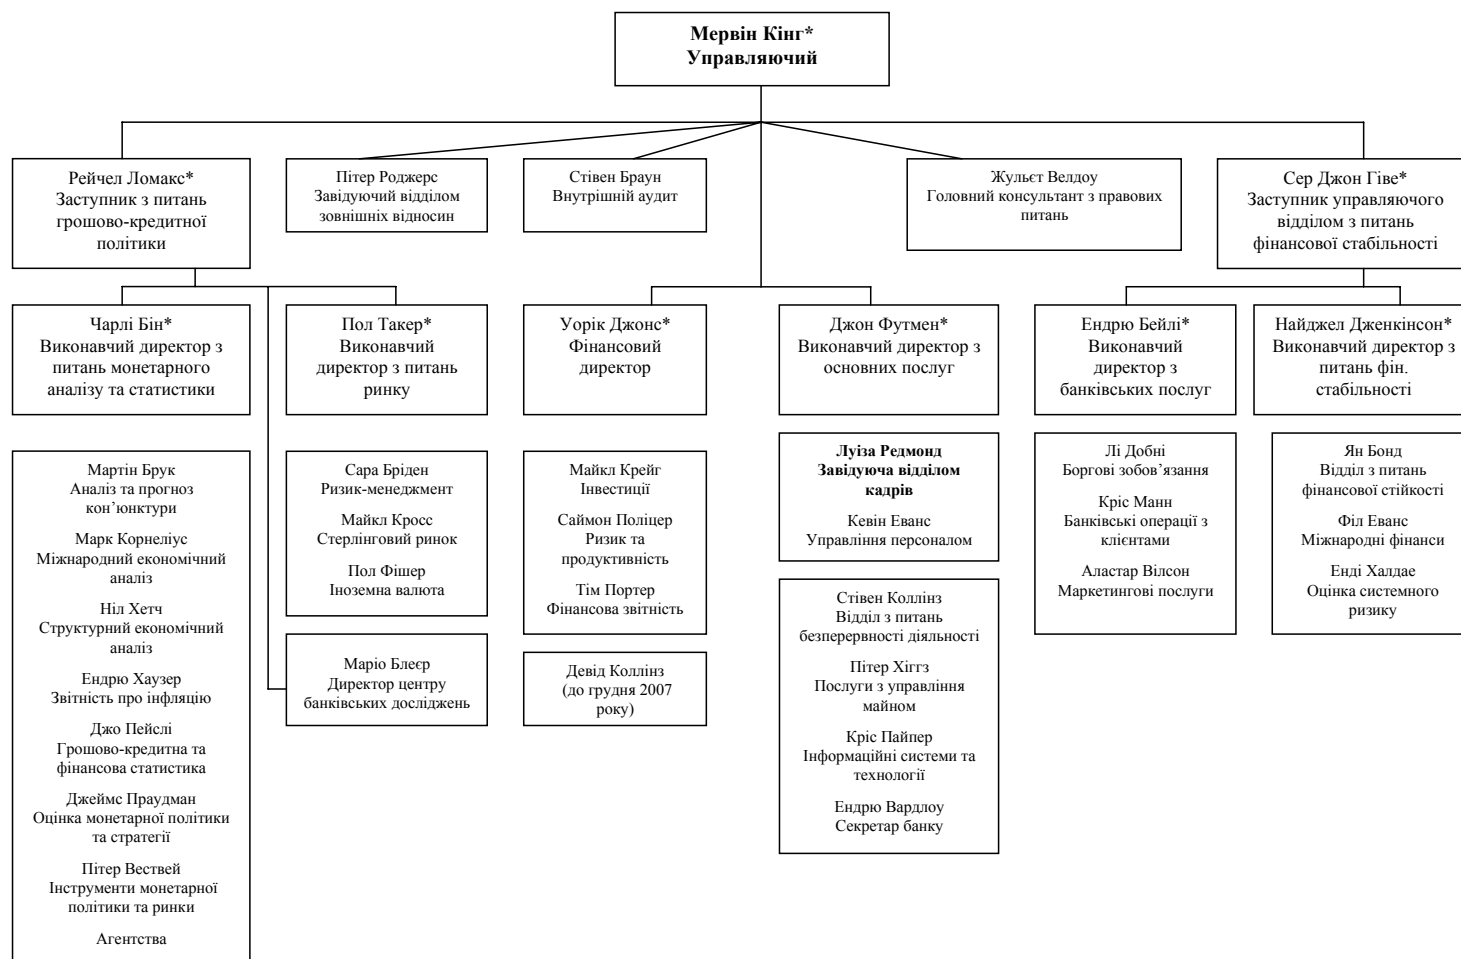 Мервін Кінг*
Управляючий
Рейчел Ломакс*
Заступник з питань
грошово-кредитної
політики
Пітер Роджерс
Завідуючий відділом
зовнішніх відносин
Стівен Браун
Внутрішній аудит
Жульєт Велдоу
Головний консультант з правових
питань
Сер Джон Гіве*
Заступник управляючого
відділом з питань
фінансової стабільності
Чарлі Бін*
Виконавчий директор з
питань монетарного
аналізу та статистики
Пол Такер*
Виконавчий
директор з питань
ринку
Уорік Джонс*
Фінансовий
директор
Джон Футмен*
Виконавчий директор з
основних послуг
Ендрю Бейлі*
Виконавчий
директор з
банківських послуг
Найджел Дженкінсон*
Виконавчий директор з
питань фін.
стабільності
Мартін Брук
Аналіз та прогноз
кон’юнктури
Марк Корнеліус
Міжнародний економічний
аналіз
Ніл Хетч
Структурний економічний
аналіз
Ендрю Хаузер
Звітність про інфляцію
Джо Пейслі
Грошово-кредитна та
фінансова статистика
Джеймс Праудман
Оцінка монетарної політики
та стратегії
Пітер Вествей
Інструменти монетарної
політики та ринки
Агентства
Сара Бріден
Ризик-менеджмент
Майкл Кросс
Стерлінговий ринок
Пол Фішер
Іноземна валюта
Маріо Блеєр
Директор центру
банківських досліджень
Майкл Крейг
Інвестиції
Саймон Поліцер
Ризик та
продуктивність
Тім Портер
Фінансова звітність
Девід Коллінз
(до грудня 2007
року)
Луїза Редмонд
Завідуюча відділом
кадрів
Кевін Еванс
Управління персоналом
Стівен Коллінз
Відділ з питань
безперервності діяльності
Пітер Хіггз
Послуги з управління
майном
Кріс Пайпер
Інформаційні системи та
технології
Ендрю Вардлоу
Секретар банку
Лі Добні
Боргові зобов’язання
Кріс Манн
Банківські операції з
клієнтами
Аластар Вілсон
Маркетингові послуги
Ян Бонд
Відділ з питань
фінансової стійкості
Філ Еванс
Міжнародні фінанси
Енді Халдае
Оцінка системного
ризику